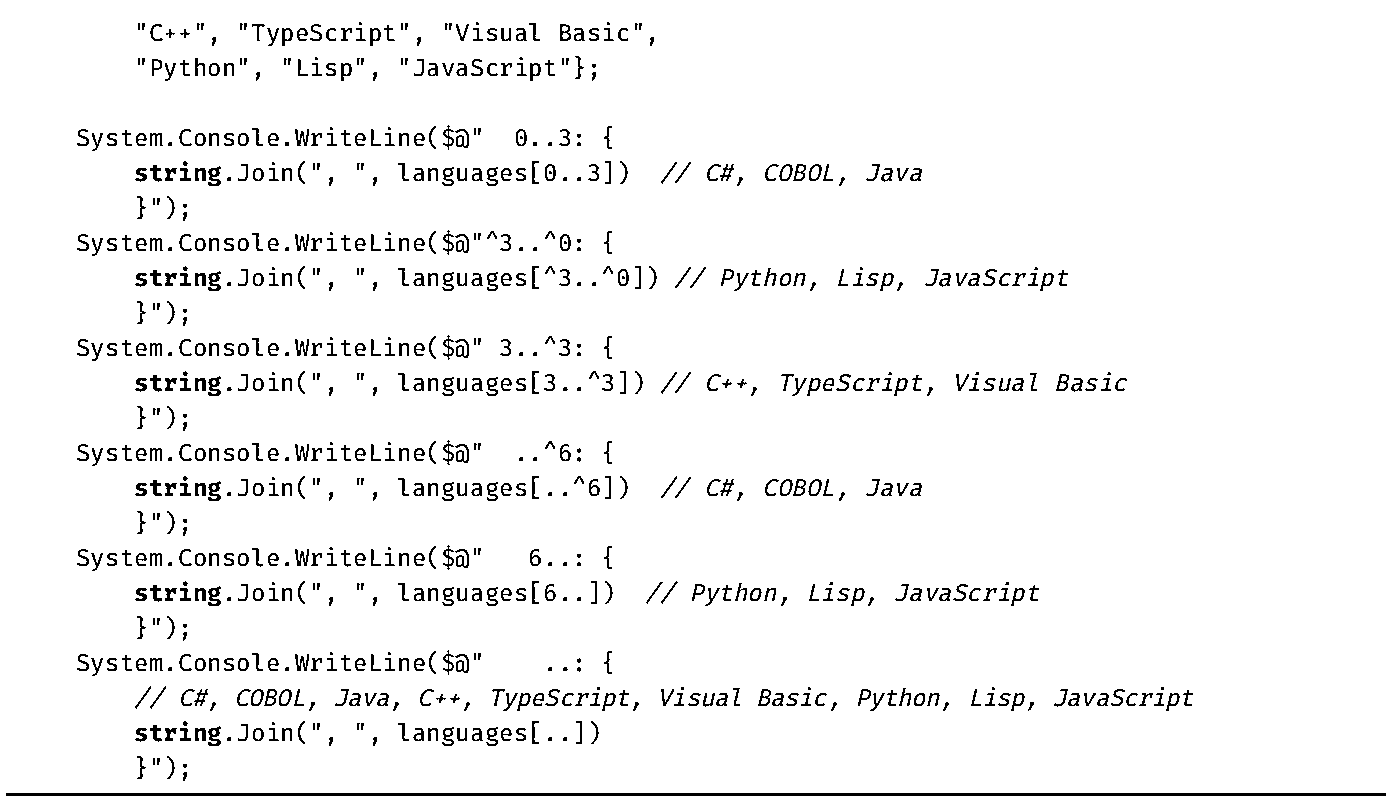 "C++", "TypeScript", "Visual Basic",
"Python", "Lisp", "JavaScript"};
System.Console.WriteLine($@"  0..3: {
string.Join(", ", languages[0..3])  // C#, COBOL, Java
}");
System.Console.WriteLine($@"^3..^0: {
string.Join(", ", languages[^3..^0]) // Python, Lisp, JavaScript
}");
System.Console.WriteLine($@" 3..^3: {
string.Join(", ", languages[3..^3]) // C++, TypeScript, Visual Basic
}");
System.Console.WriteLine($@"  ..^6: {
string.Join(", ", languages[..^6])  // C#, COBOL, Java
}");
System.Console.WriteLine($@"   6..: {
string.Join(", ", languages[6..])  // Python, Lisp, JavaScript
}");
System.Console.WriteLine($@"    ..: {
// C#, COBOL, Java, C++, TypeScript, Visual Basic, Python, Lisp, JavaScript
string.Join(", ", languages[..])
}");